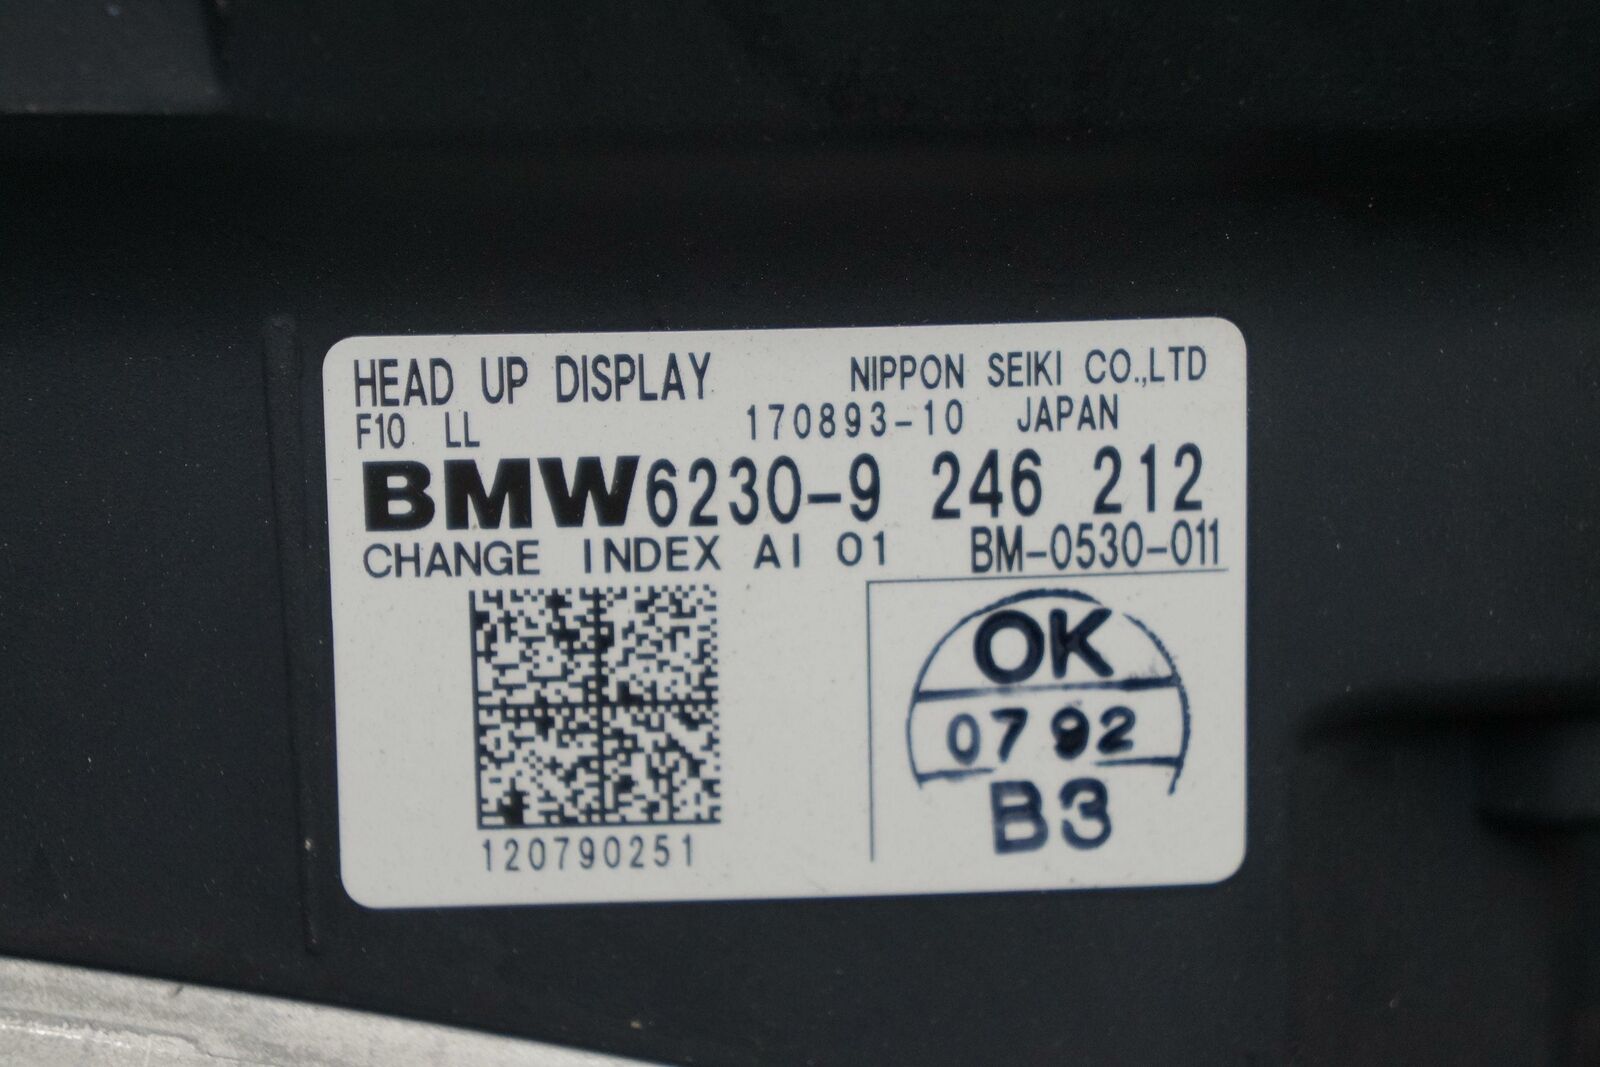 HEAD UP DISPLAY NIPPON SEIKI CO.,LTD
F10 LL 170893-10 JAPAN
BMW6230-9 246 212
CHANGE INDEX AI 01 BM-0530-011
OK
0792
B3
120790251